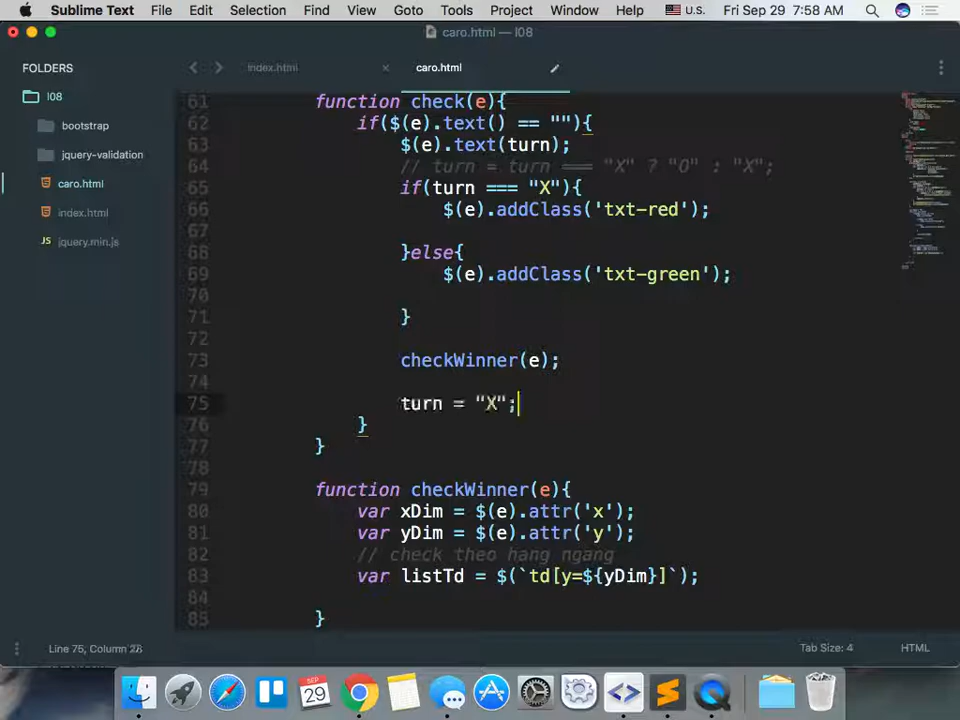 Sublime Text File Edit Selection Find View Goto Tools Project Window Help U.S. Fri Sep 29 7:58 AM
caro.html — l08
FOLDERS
l08
bootstrap
jquery-validation
caro.html
index.html
jquery.min.js
index.html × caro.html
61 function check(e){
62 if($(e).text() == ""){
63 $(e).text(turn);
64 // turn = turn === "X" ? "O" : "X";
65 if(turn === "X"){
66 $(e).addClass('txt-red');
67
68 }else{
69 $(e).addClass('txt-green');
70
71 }
72
73 checkWinner(e);
74
75 turn = "X";
76 }
77 }
78
79 function checkWinner(e){
80 var xDim = $(e).attr('x');
81 var yDim = $(e).attr('y');
82 // check theo hang ngang
83 var listTd = $(`td[y=${yDim}]`);
84
85 }
Line 75, Column 28 Tab Size: 4 HTML
SEP
29